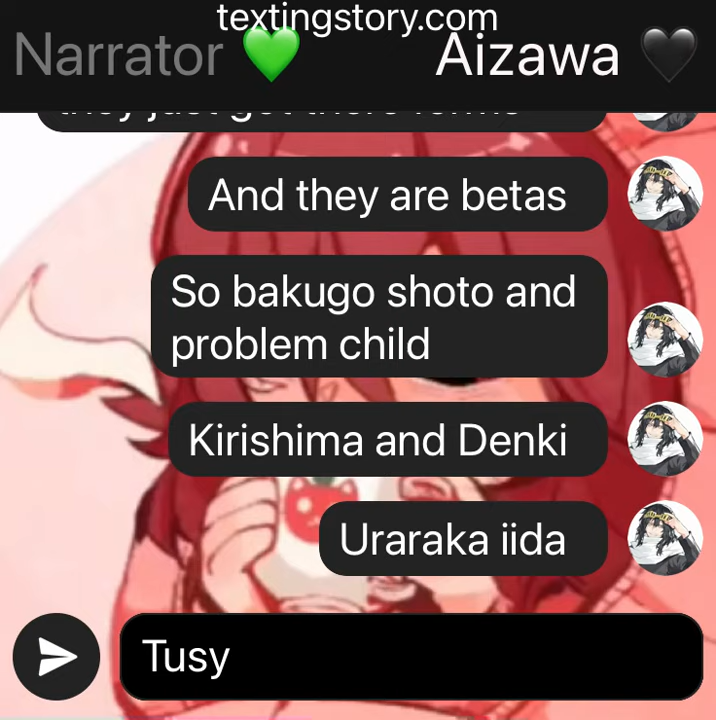 textingstory.com
Narrator 💚 Aizawa 🖤
And they are betas
So bakugo shoto and
problem child
Kirishima and Denki
Uraraka iida
Tusy